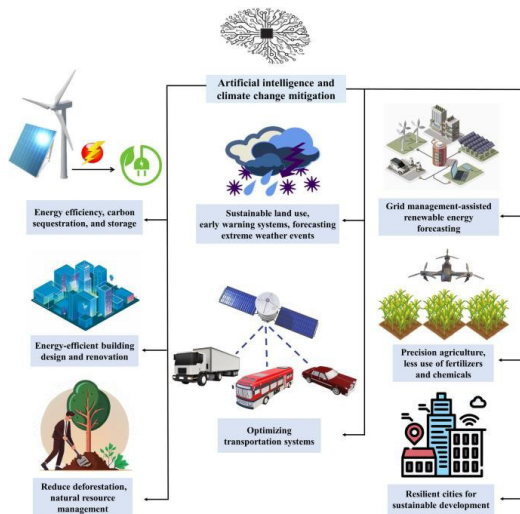 Artificial intelligence and
climate change mitigation
Energy efficiency, carbon
sequestration, and storage
Sustainable land use,
early warning systems, forecasting
extreme weather events
Grid management-assisted
renewable energy
forecasting
Energy-efficient building
design and renovation
Optimizing
transportation systems
Precision agriculture,
less use of fertilizers
and chemicals
Reduce deforestation,
natural resource
management
Resilient cities for
sustainable development